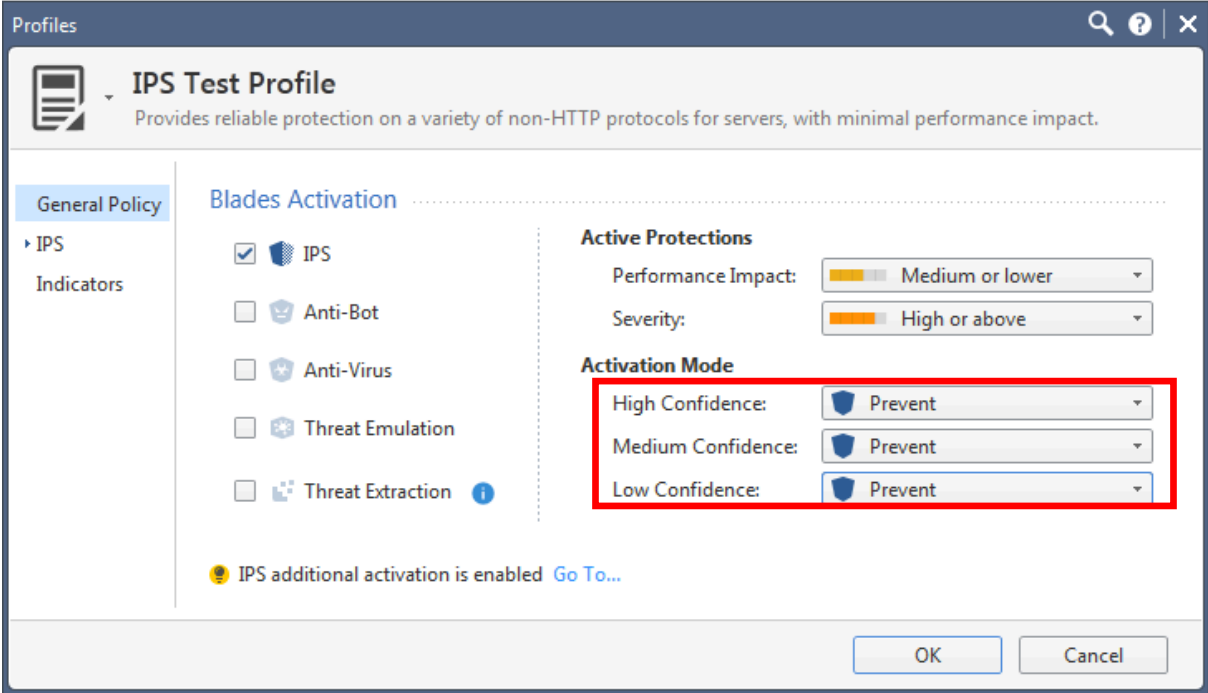 Profiles
IPS Test Profile
Provides reliable protection on a variety of non-HTTP protocols for servers, with minimal performance impact.
General Policy
IPS
Indicators
Blades Activation
IPS
Anti-Bot
Anti-Virus
Threat Emulation
Threat Extraction
Active Protections
Performance Impact: Medium or lower
Severity: High or above
Activation Mode
High Confidence: Prevent
Medium Confidence: Prevent
Low Confidence: Prevent
IPS additional activation is enabled Go To...
OK Cancel